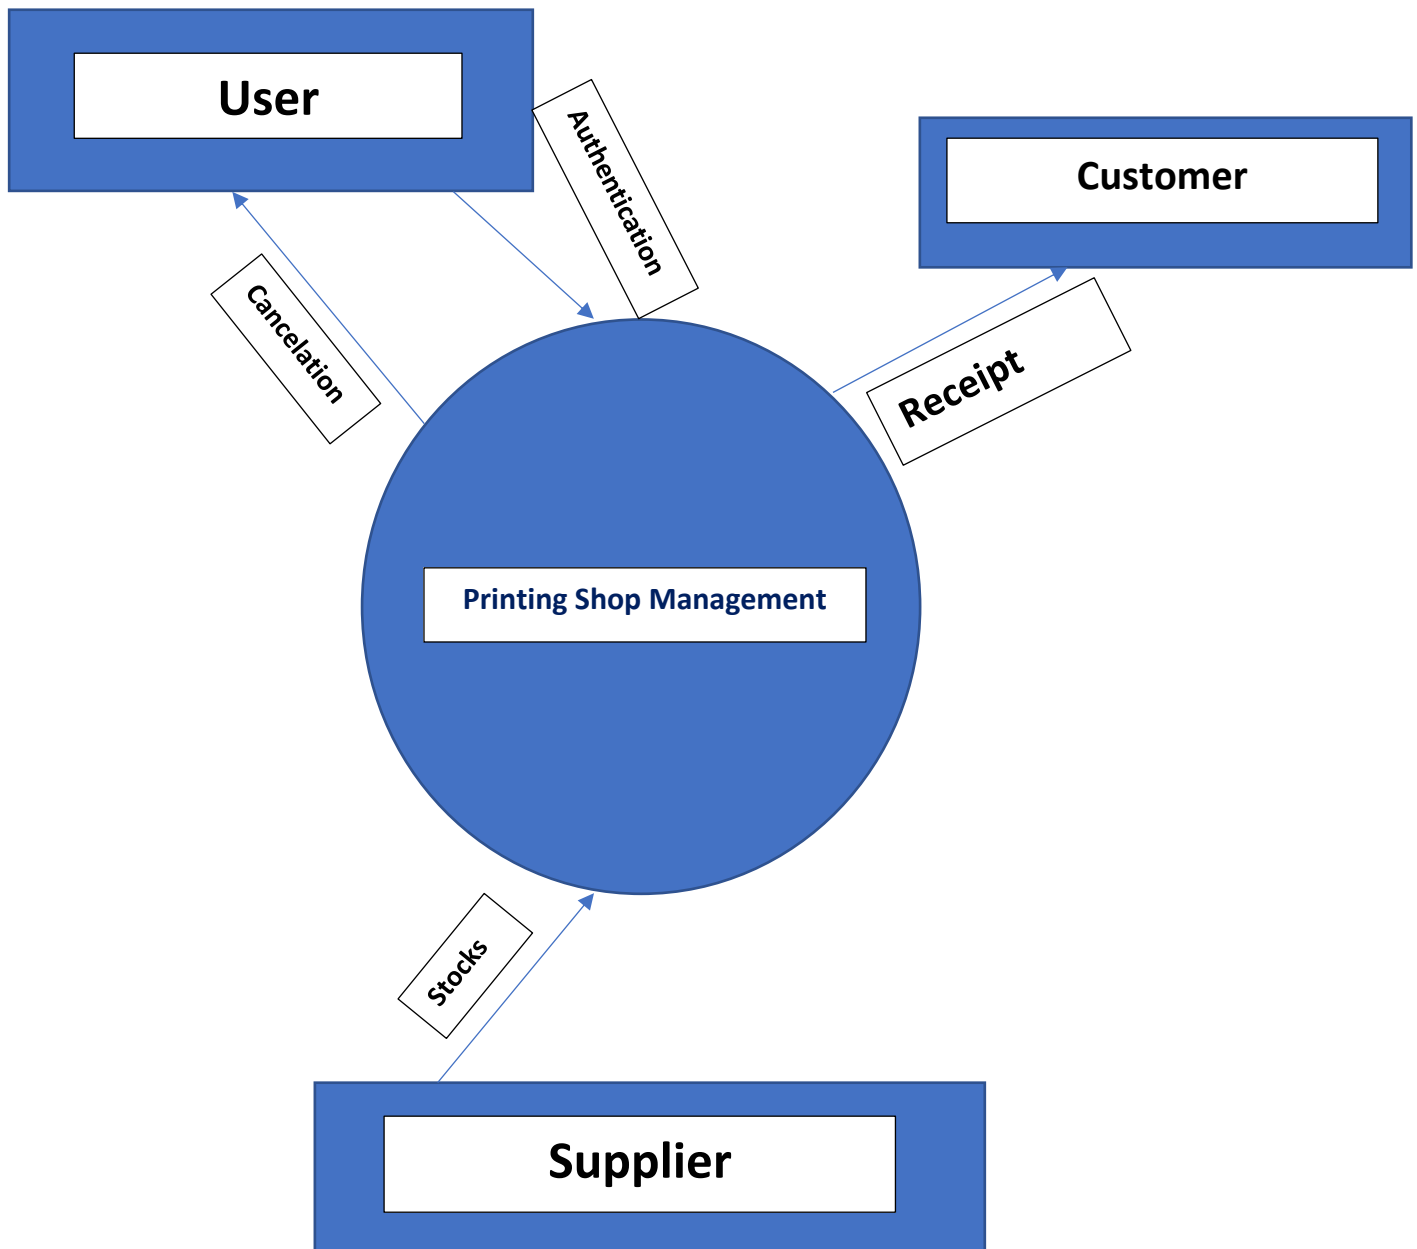 User
Authentication
Customer
Cancelation
Receipt
Printing Shop Management
Stocks
Supplier